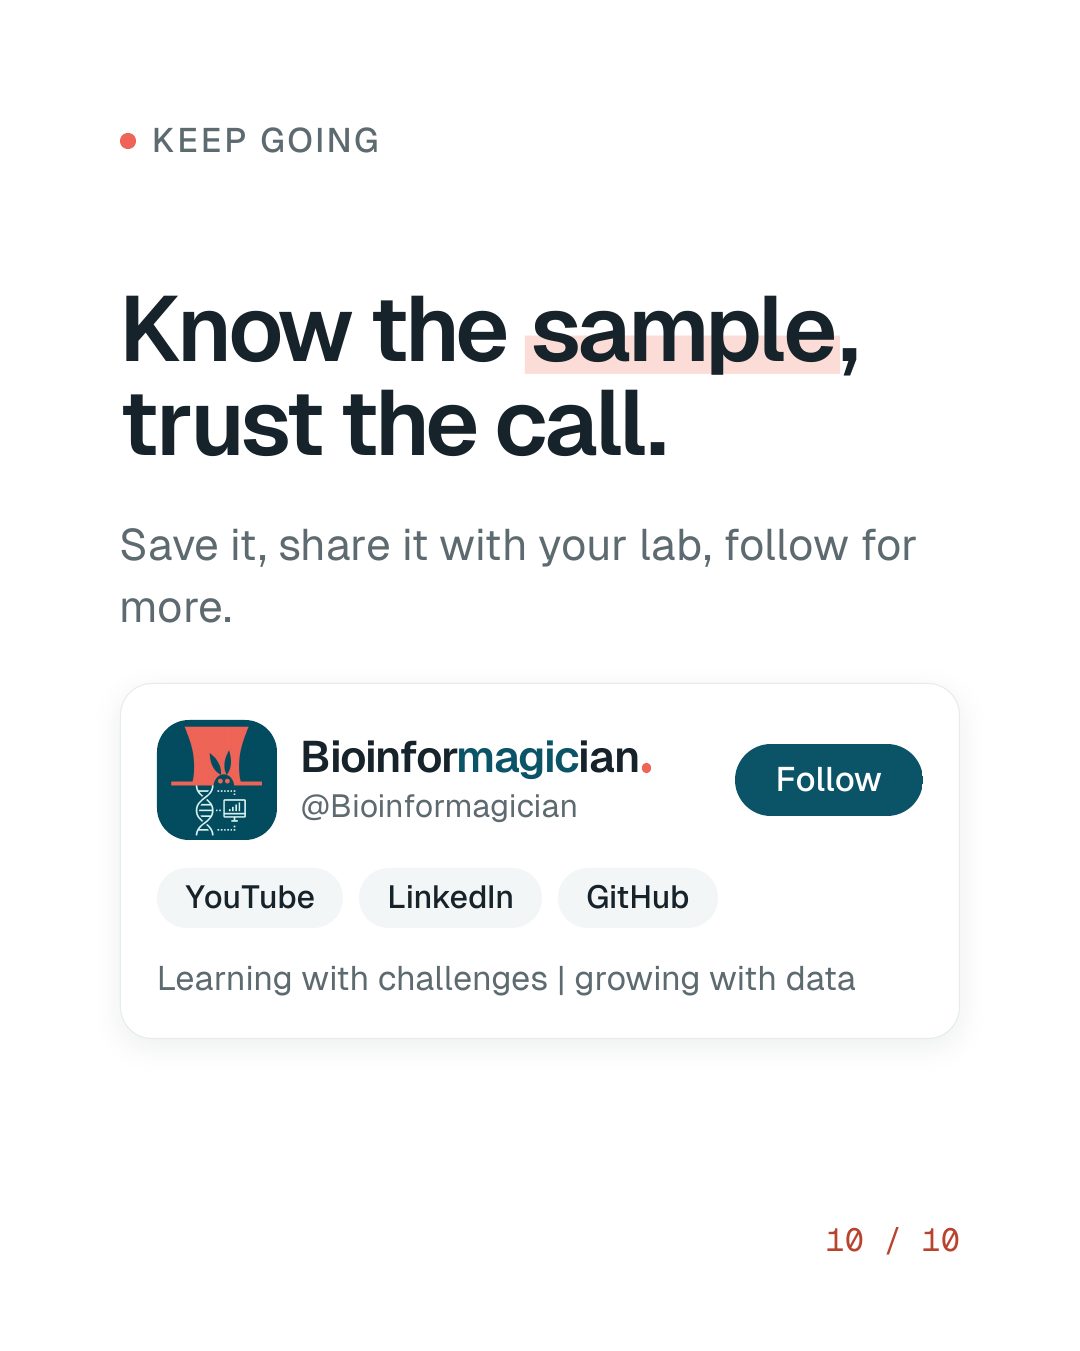 KEEP GOING
Know the sample,
trust the call.
Save it, share it with your lab, follow for
more.
Bioinformagician.
@Bioinformagician
Follow
YouTube
LinkedIn
GitHub
Learning with challenges | growing with data
10 / 10